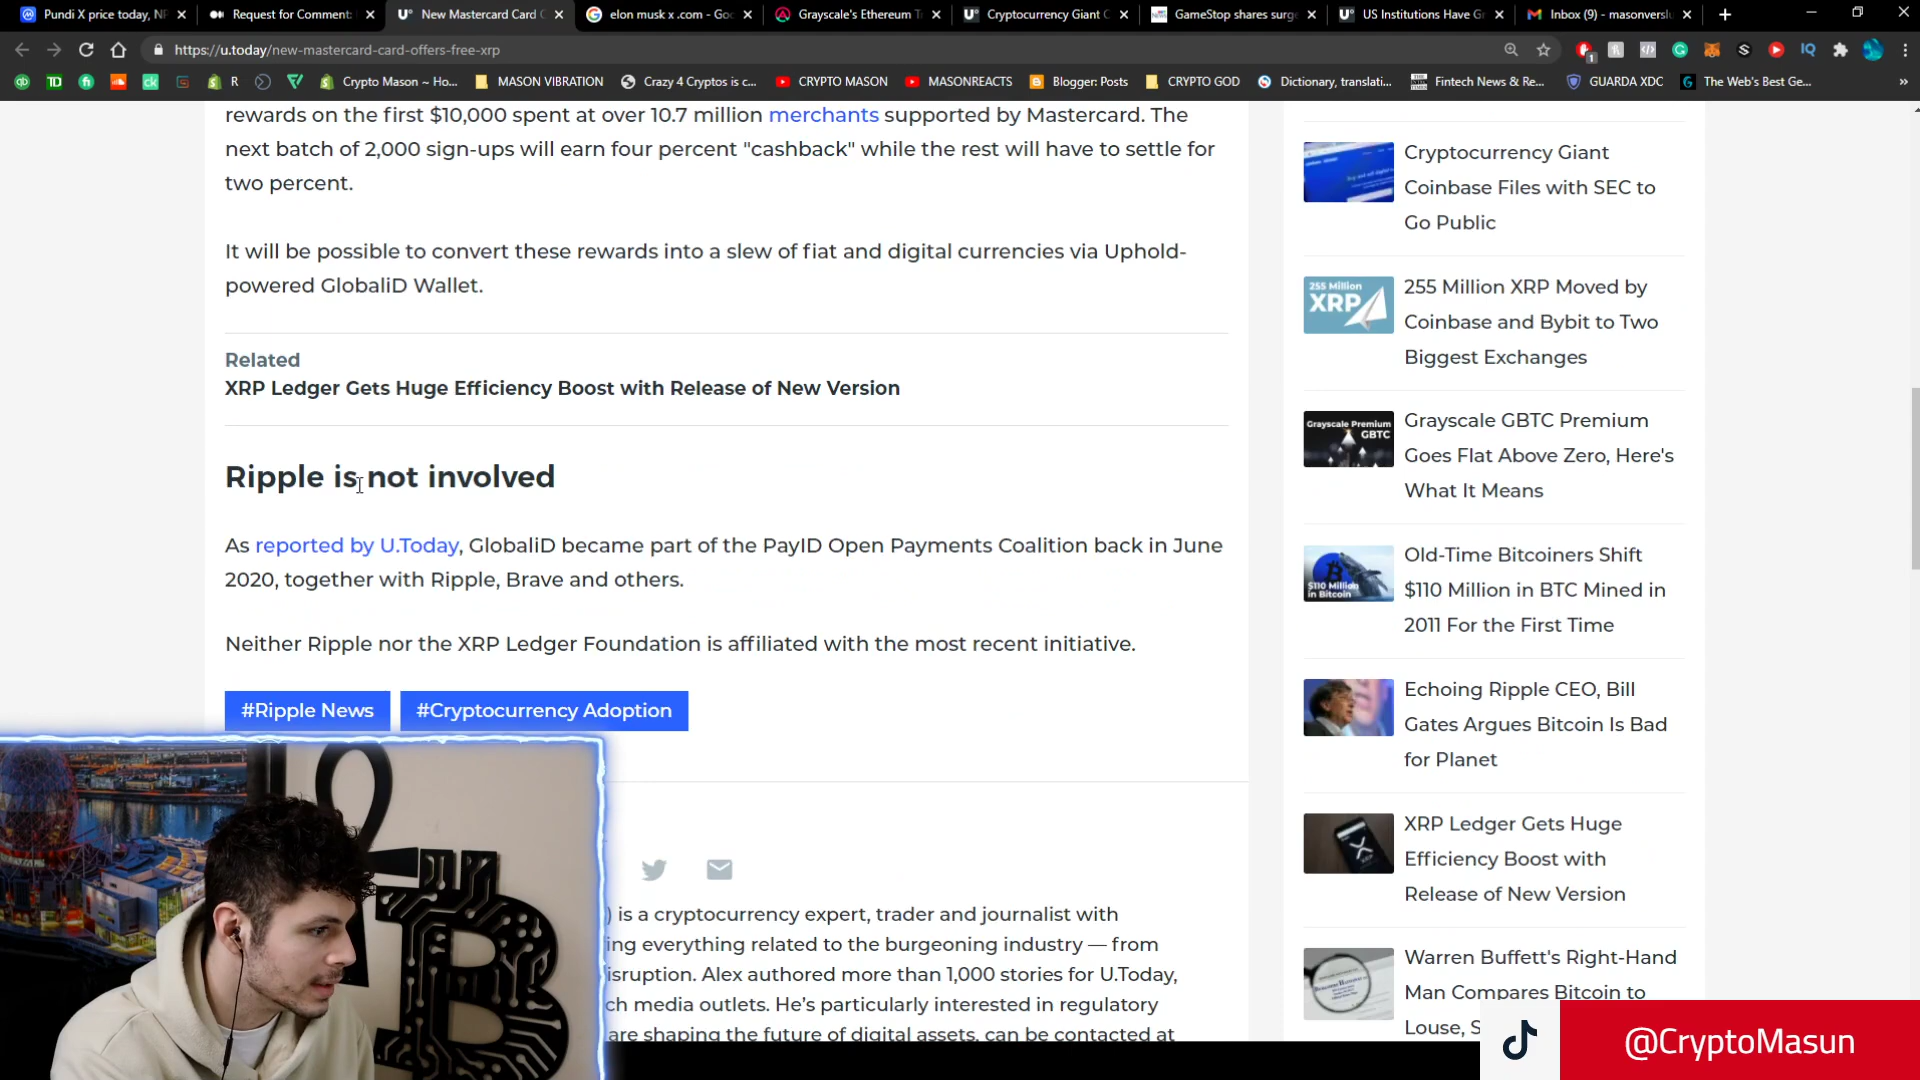 Pundi X price today, NP
Request for Comment:
New Mastercard Card O
elon musk x .com - Goo
Grayscale's Ethereum Tr
Cryptocurrency Giant C
GameStop shares surge
US Institutions Have G
Inbox (9) - masonverslu
https://u.today/new-mastercard-card-offers-free-xrp
R
Crypto Mason ~ Ho...
MASON VIBRATION
Crazy 4 Cryptos is c...
CRYPTO MASON
MASONREACTS
Blogger: Posts
CRYPTO GOD
Dictionary, translati...
Fintech News & Re...
GUARDA XDC
The Web's Best Ge...
rewards on the first $10,000 spent at over 10.7 million merchants supported by Mastercard. The
next batch of 2,000 sign-ups will earn four percent "cashback" while the rest will have to settle for
two percent.
It will be possible to convert these rewards into a slew of fiat and digital currencies via Uphold-
powered GlobaliD Wallet.
Related
XRP Ledger Gets Huge Efficiency Boost with Release of New Version
Ripple is not involved
As reported by U.Today, GlobaliD became part of the PayID Open Payments Coalition back in June
2020, together with Ripple, Brave and others.
Neither Ripple nor the XRP Ledger Foundation is affiliated with the most recent initiative.
#Ripple News
#Cryptocurrency Adoption
) is a cryptocurrency expert, trader and journalist with
ing everything related to the burgeoning industry — from
isruption. Alex authored more than 1,000 stories for U.Today,
ch media outlets. He's particularly interested in regulatory
are shaping the future of digital assets, can be contacted at
Cryptocurrency Giant
Coinbase Files with SEC to
Go Public
255 Million
XRP
255 Million XRP Moved by
Coinbase and Bybit to Two
Biggest Exchanges
Grayscale Premium
GBTC
Grayscale GBTC Premium
Goes Flat Above Zero, Here's
What It Means
$110 Million
in Bitcoin
Old-Time Bitcoiners Shift
$110 Million in BTC Mined in
2011 For the First Time
Echoing Ripple CEO, Bill
Gates Argues Bitcoin Is Bad
for Planet
XRP Ledger Gets Huge
Efficiency Boost with
Release of New Version
Warren Buffett's Right-Hand
Man Compares Bitcoin to
Louse, S
@CryptoMasun